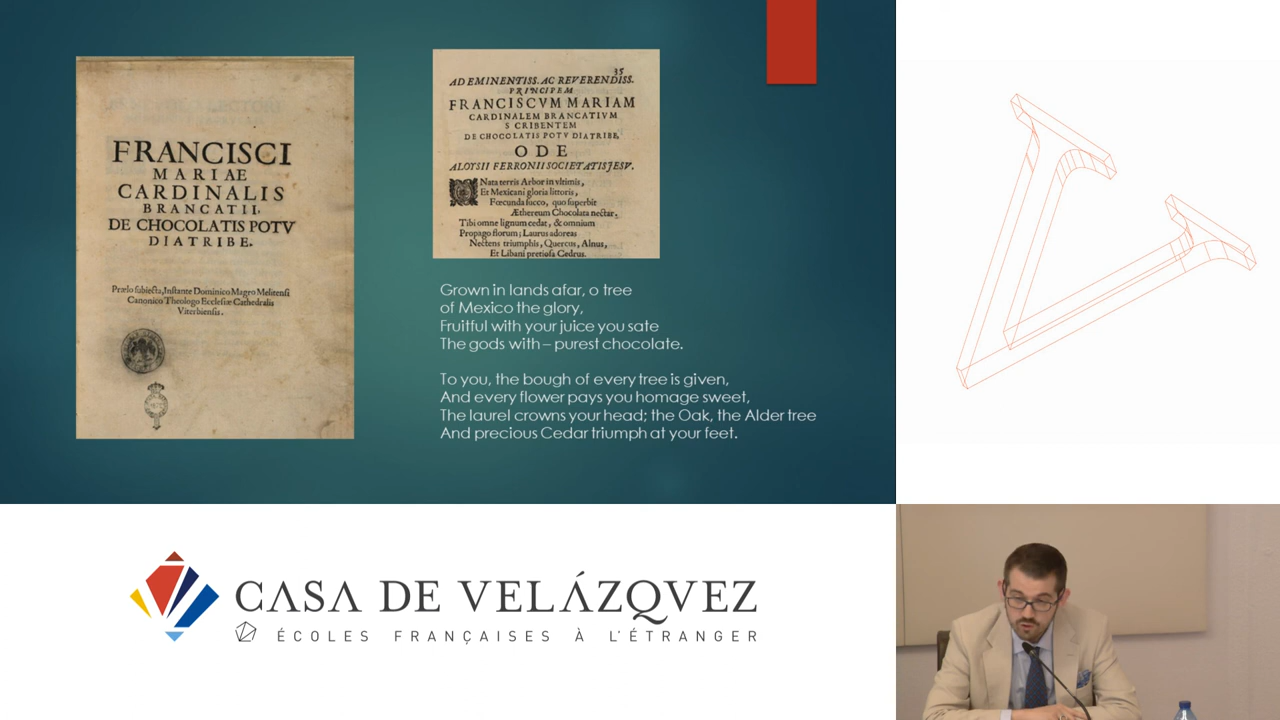 FRANCISCI
MARIAE
CARDINALIS
BRANCATII.
DE CHOCOLATIS POTV
DIATRIBE.
Prælo subiecta, Instante Dominico Magro Melitensi
Canonico Theologo Ecclesiæ Cathedralis
Viterbiensis.
35
AD EMINENTISS. AC REVERENDISS.
PRINCIPEM
FRANCISCVM MARIAM
CARDINALEM BRANCATIVM
SCRIBENTEM
DE CHOCOLATIS POTV DIATRIBE,
ODE
ALOYSII FERRONII SOCIETATIS JESV.
Nata terris Arbor in vltimis,
Et Mexicani gloria littoris,
Fœcunda succo, quo superbit
Æthereum Chocolata nectar.
Tibi omne lignum cedat, & omnium
Propago florum; Laurus adoreas
Nectens triumphis, Quercus, Alnus,
Et Libani pretiosa Cedrus.
Grown in lands afar, o tree
of Mexico the glory,
Fruitful with your juice you sate
The gods with – purest chocolate.
To you, the bough of every tree is given,
And every flower pays you homage sweet,
The laurel crowns your head; the Oak, the Alder tree
And precious Cedar triumph at your feet.
CASA DE VELÁZQVEZ
ÉCOLES FRANÇAISES À L'ÉTRANGER